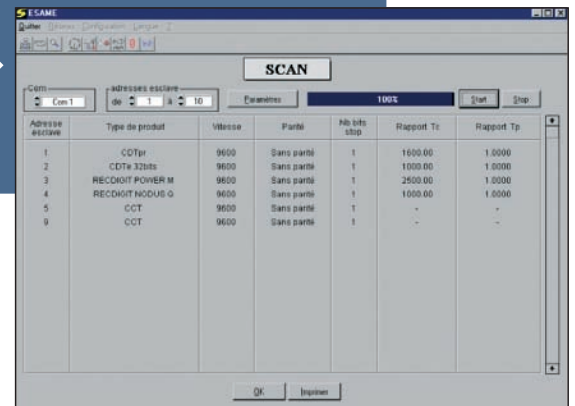 ESAME
Quitter Options Configuration Langue ?
SCAN
Com
Com 1
adresses esclave
de 1 à 10
Paramètres
100%
Start
Stop
Adresse esclave Type de produit Vitesse Parité Nb bits stop Rapport Tc Rapport Tp
1 CDTpr 9600 Sans parité 1 1600.00 1.0000
2 CDTe 32bits 9600 Sans parité 1 1000.00 1.0000
3 RECDIGIT POWER M 9600 Sans parité 1 2500.00 1.0000
4 RECDIGIT NODUS G 9600 Sans parité 1 1000.00 1.0000
5 CCT 9600 Sans parité 1 - -
9 CCT 9600 Sans parité 1 - -
OK
Imprimer